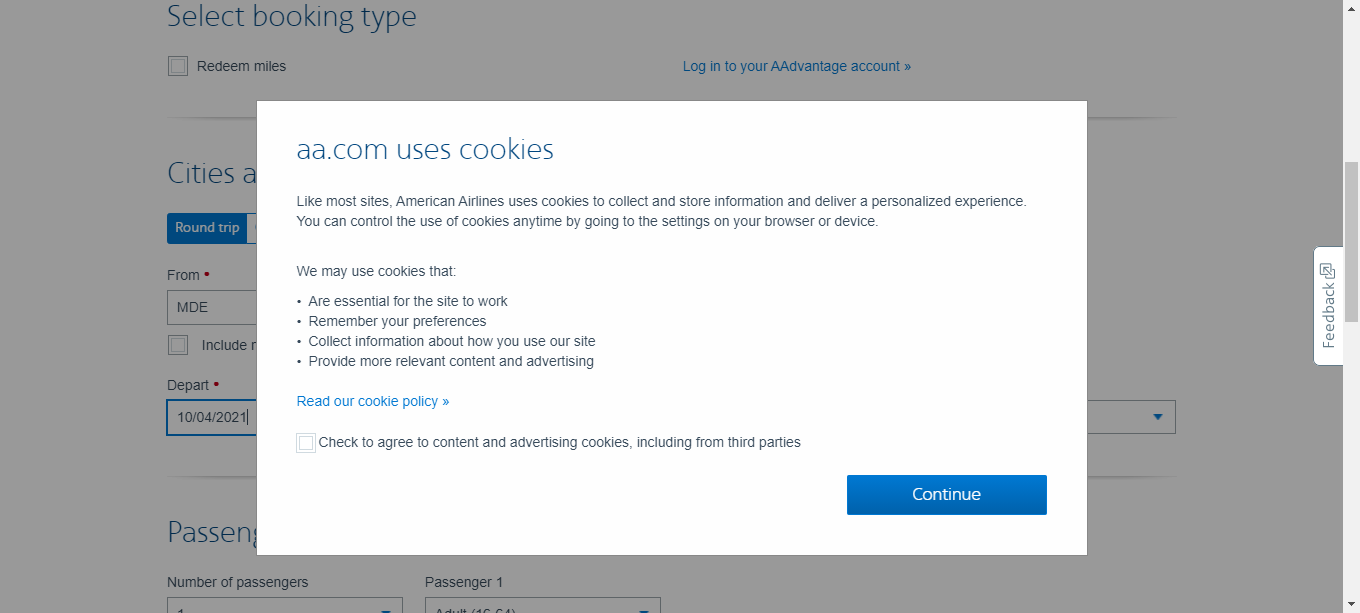 Select booking type
Redeem miles
Log in to your AAdvantage account »
aa.com uses cookies
Cities a
Like most sites, American Airlines uses cookies to collect and store information and deliver a personalized experience.
You can control the use of cookies anytime by going to the settings on your browser or device.
Round trip
We may use cookies that:
From •
• Are essential for the site to work
MDE
• Remember your preferences
• Collect information about how you use our site
Include
• Provide more relevant content and advertising
Feedback
Depart •
Read our cookie policy »
10/04/2021
Check to agree to content and advertising cookies, including from third parties
Continue
Passeng
Number of passengers
Passenger 1
1
Adult (16-64)